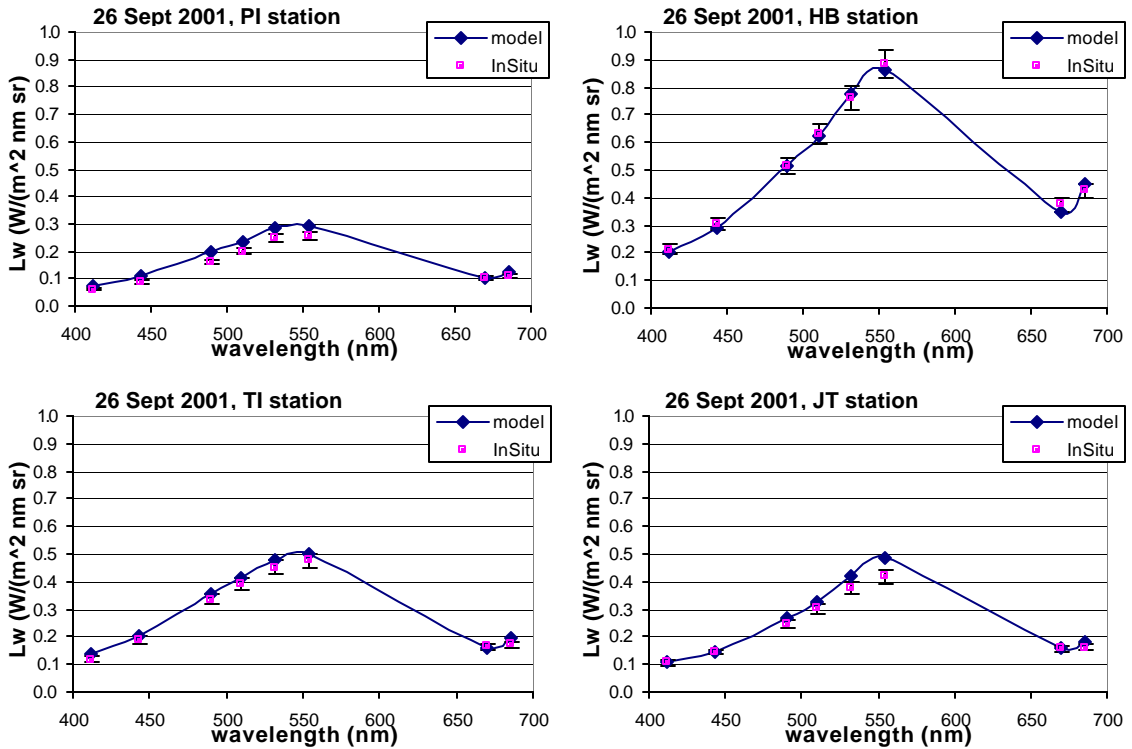 26 Sept 2001, PI station
model
InSitu
Lw (W/(m^2 nm sr)
1.0
0.9
0.8
0.7
0.6
0.5
0.4
0.3
0.2
0.1
0.0
400 450 500 550 600 650 700
wavelength (nm)
26 Sept 2001, HB station
model
InSitu
Lw (W/(m^2 nm sr)
1.0
0.9
0.8
0.7
0.6
0.5
0.4
0.3
0.2
0.1
0.0
400 450 500 550 600 650 700
wavelength (nm)
26 Sept 2001, TI station
model
InSitu
Lw (W/(m^2 nm sr)
1.0
0.9
0.8
0.7
0.6
0.5
0.4
0.3
0.2
0.1
0.0
400 450 500 550 600 650 700
wavelength (nm)
26 Sept 2001, JT station
model
InSitu
Lw (W/(m^2 nm sr)
1.0
0.9
0.8
0.7
0.6
0.5
0.4
0.3
0.2
0.1
0.0
400 450 500 550 600 650 700
wavelength (nm)